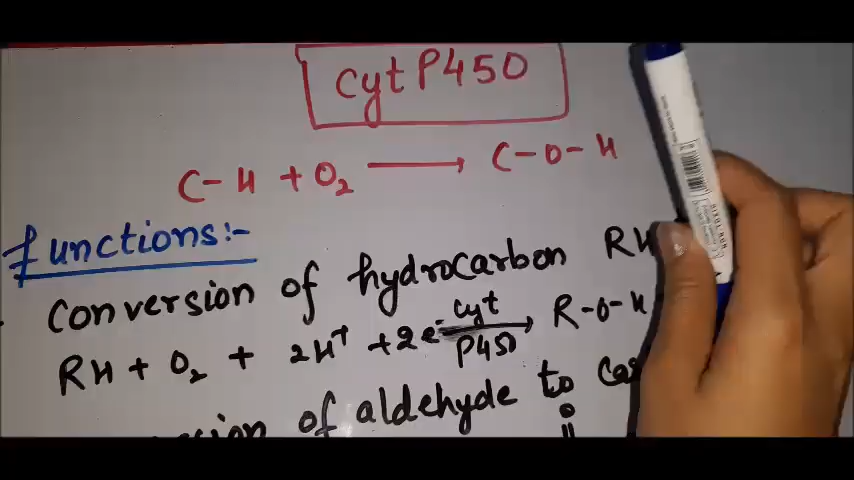 Cyt P450
C-H + O2 ⟶ C-O-H
Functions:-
Conversion of hydrocarbon RH
RH + O2 + 2H+ + 2e- Cyt P450 ⟶ R-O-H
of aldehyde to
O